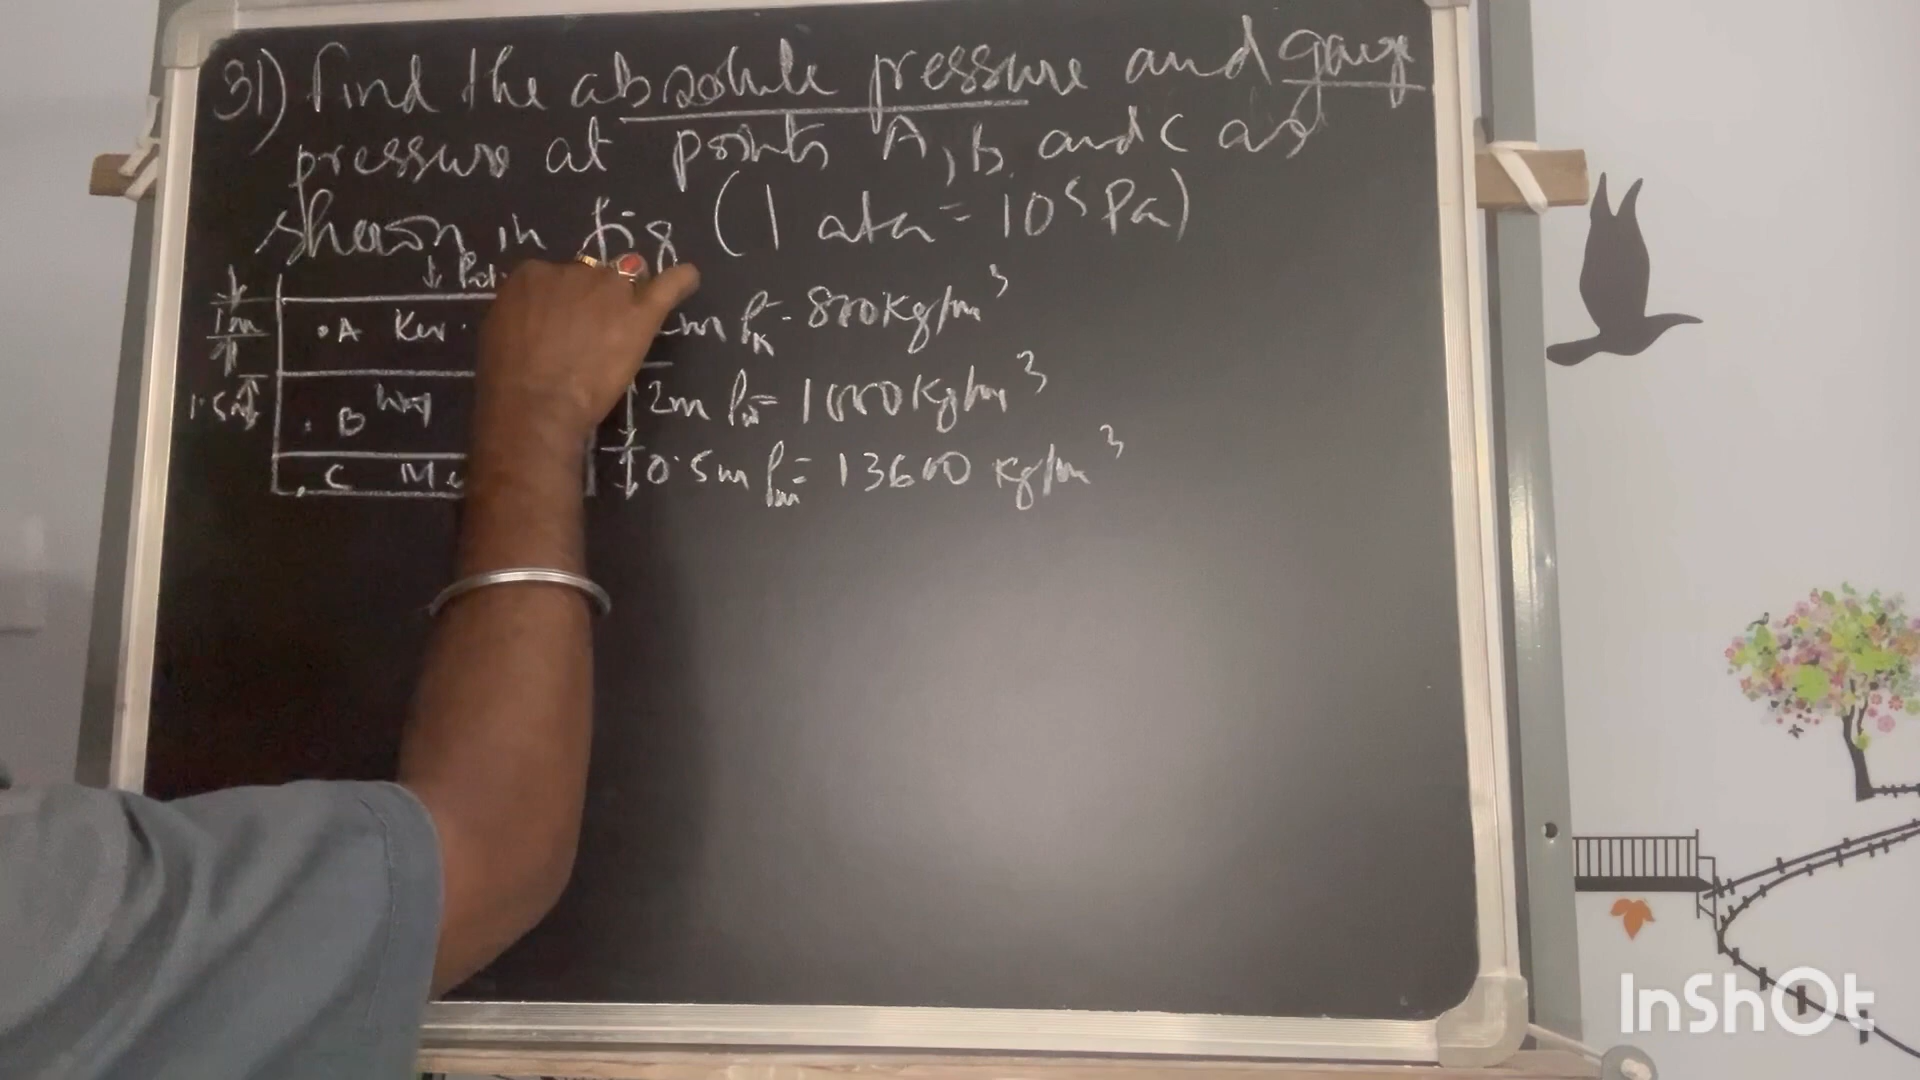 31) Find the absolute pressure and gauge
pressure at points A, B and C as
shown in fig (1 atm = 10⁵ Pa)
1m
.A Ker
2m ρK = 800 Kg/m³
1.5m
.B
2m ρw = 1000 Kg/m³
.C
0.5m ρm = 13600 kg/m³
InShOt